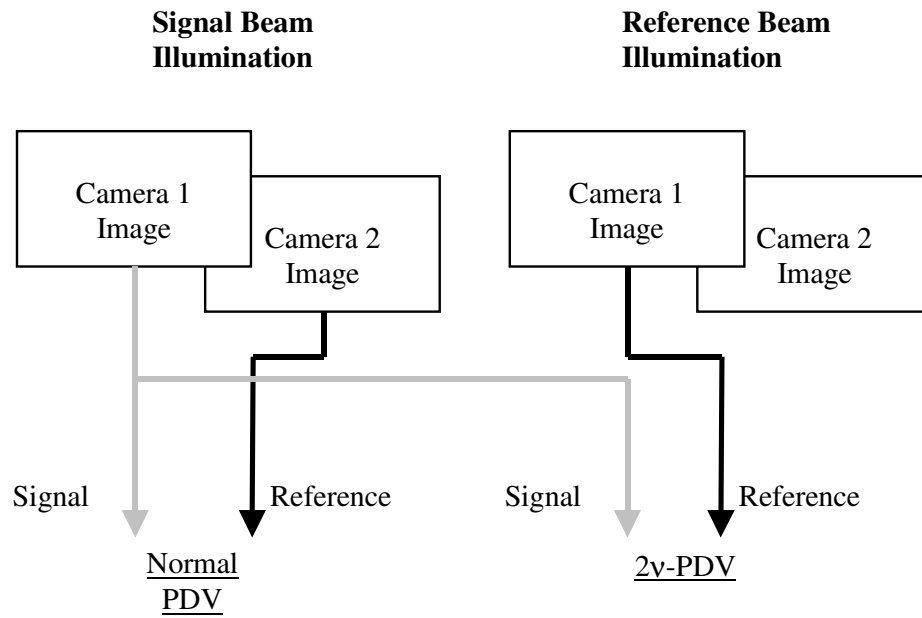 Signal Beam
Illumination
Reference Beam
Illumination
Camera 1
Image
Camera 2
Image
Camera 1
Image
Camera 2
Image
Signal
Reference
Signal
Reference
Normal
PDV
2ν-PDV